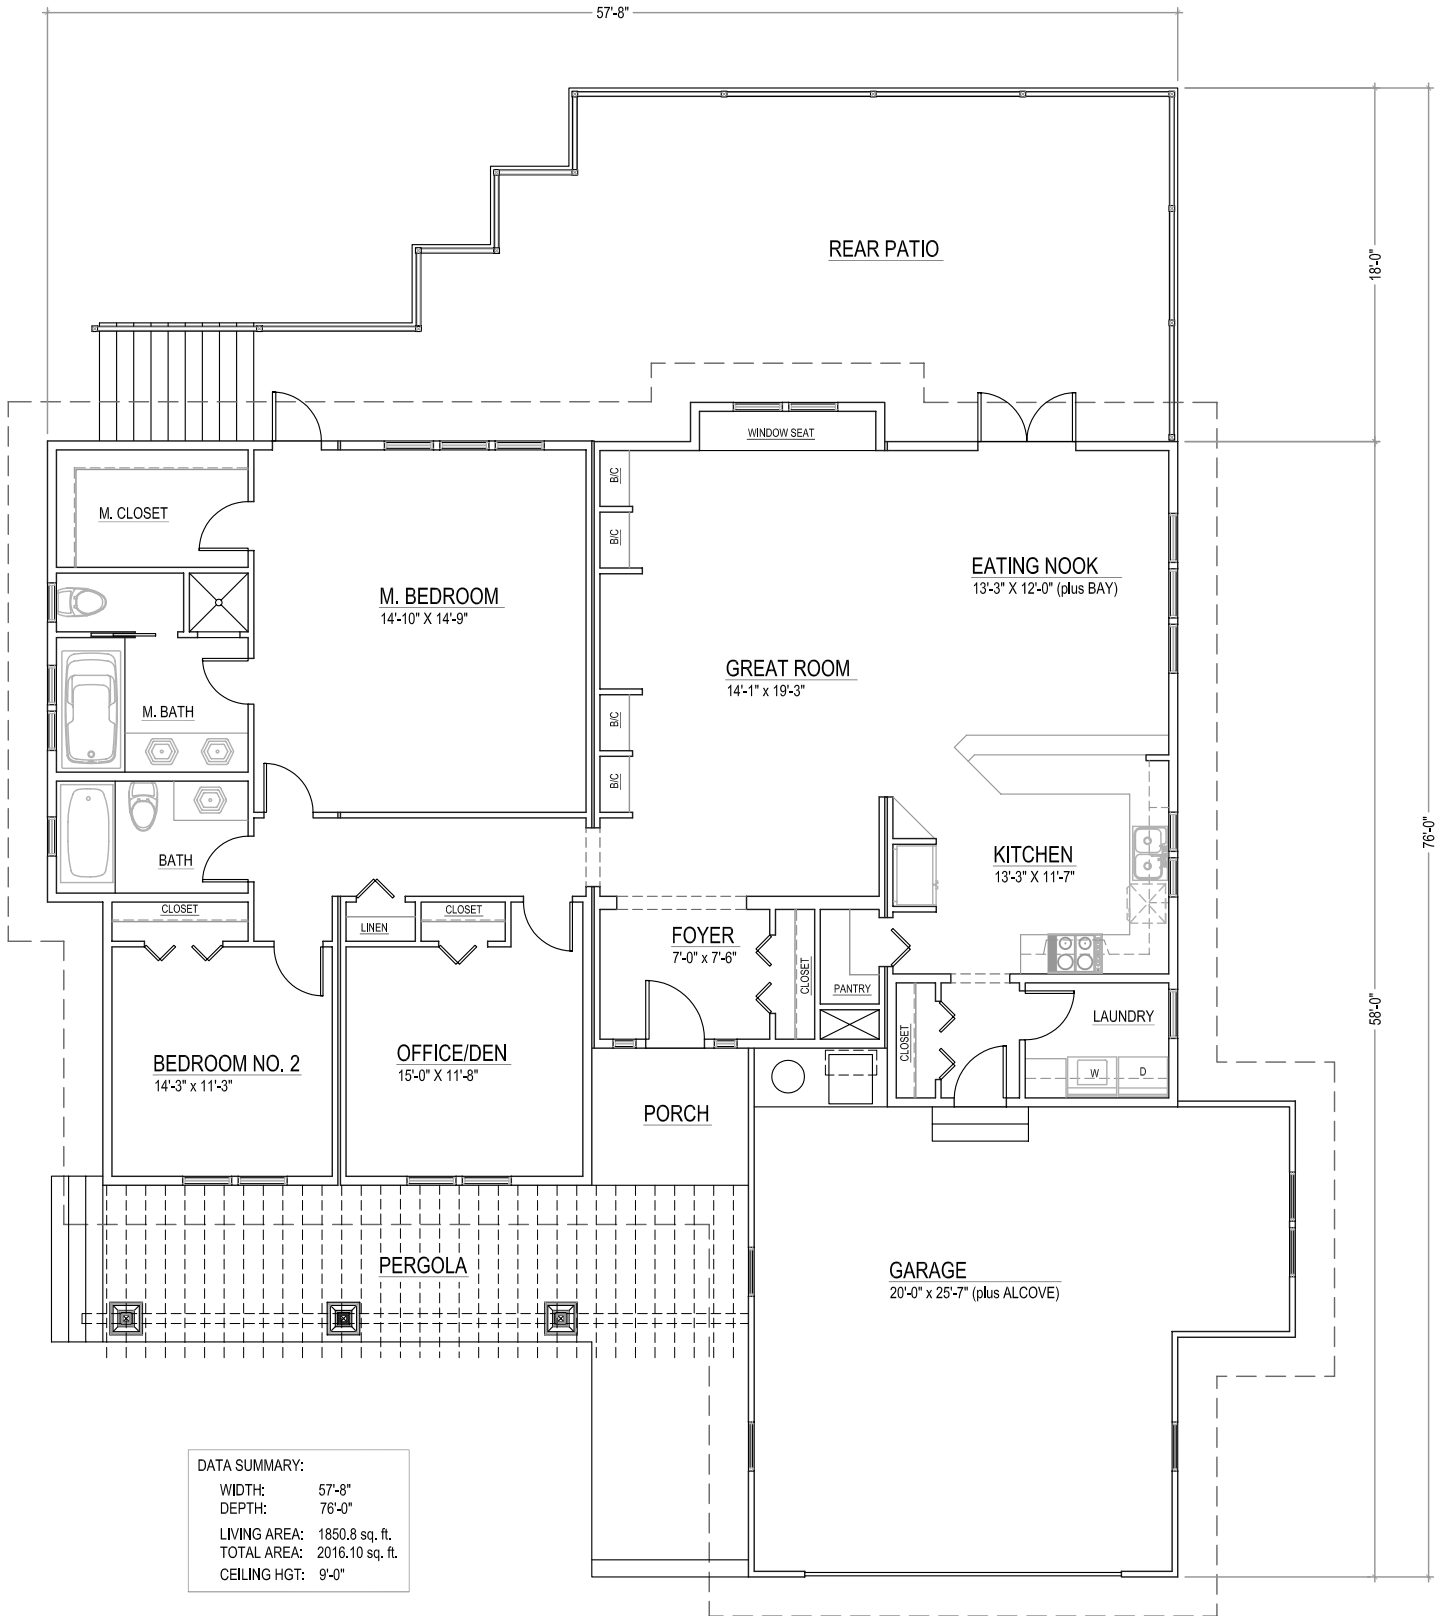 57'-8"
REAR PATIO
18'-0"
WINDOW SEAT
B/C
M. CLOSET
B/C
EATING NOOK
13'-3" X 12'-0" (plus BAY)
M. BEDROOM
14'-10" X 14'-9"
GREAT ROOM
14'-1" x 19'-3"
M. BATH
B/C
B/C
76'-0"
KITCHEN
13'-3" X 11'-7"
BATH
CLOSET
CLOSET
LINEN
FOYER
7'-0" x 7'-6"
CLOSET
PANTRY
58'-0"
LAUNDRY
CLOSET
W
D
BEDROOM NO. 2
14'-3" x 11'-3"
OFFICE/DEN
15'-0" X 11'-8"
PORCH
PERGOLA
GARAGE
20'-0" x 25'-7" (plus ALCOVE)
DATA SUMMARY:
WIDTH: 57'-8"
DEPTH: 76'-0"
LIVING AREA: 1850.8 sq. ft.
TOTAL AREA: 2016.10 sq. ft.
CEILING HGT: 9'-0"